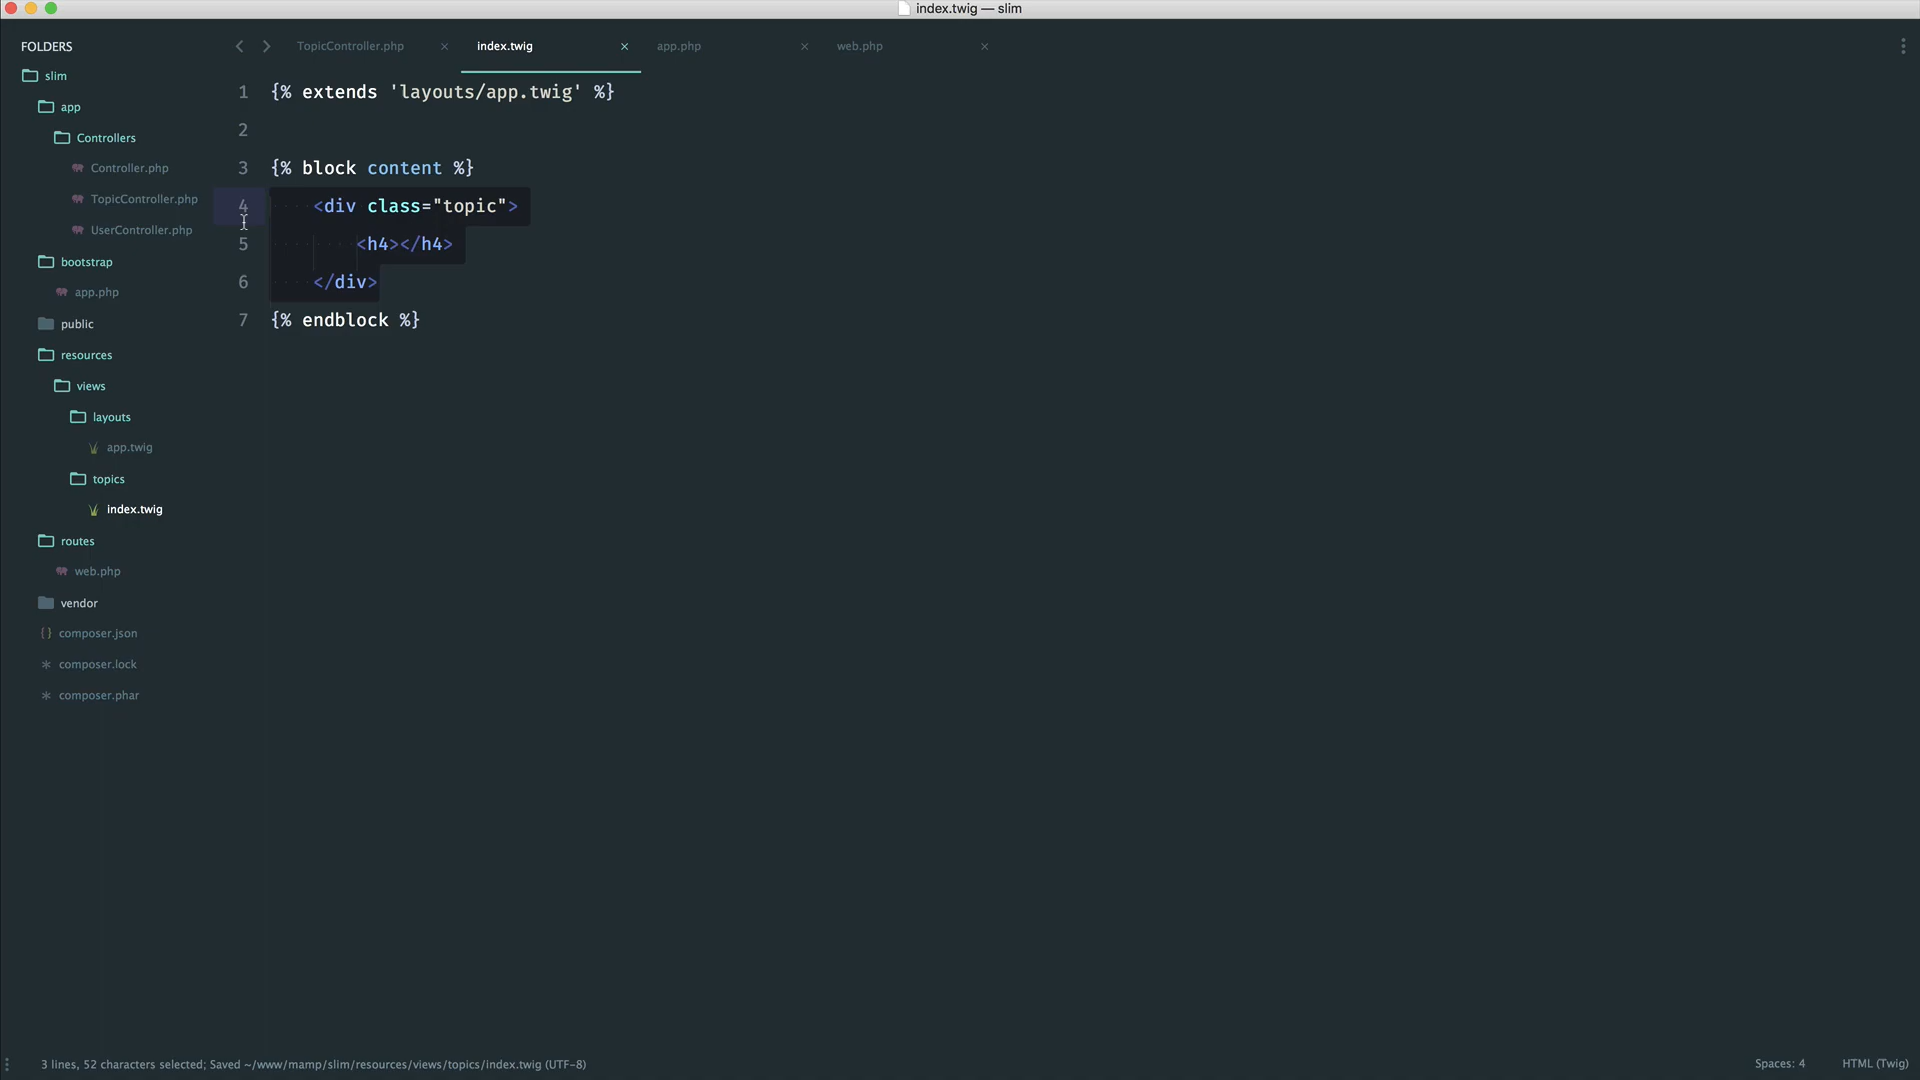 index.twig — slim
FOLDERS
slim
app
Controllers
Controller.php
TopicController.php
UserController.php
bootstrap
app.php
public
resources
views
layouts
app.twig
topics
index.twig
routes
web.php
vendor
composer.json
composer.lock
composer.phar
TopicController.php
index.twig
app.php
web.php
1 {% extends 'layouts/app.twig' %}
2
3 {% block content %}
4 <div class="topic">
5 <h4></h4>
6 </div>
7 {% endblock %}
3 lines, 52 characters selected; Saved ~/www/mamp/slim/resources/views/topics/index.twig (UTF-8)
Spaces: 4
HTML (Twig)